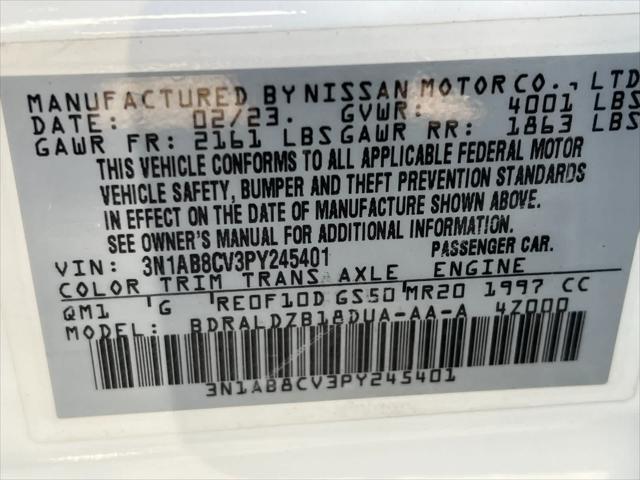 MANUFACTURED BY NISSAN MOTOR CO., LTD
DATE: 02/23. GVWR: 4001 LBS
GAWR FR: 2161 LBS GAWR RR: 1863 LBS
THIS VEHICLE CONFORMS TO ALL APPLICABLE FEDERAL MOTOR
VEHICLE SAFETY, BUMPER AND THEFT PREVENTION STANDARDS
IN EFFECT ON THE DATE OF MANUFACTURE SHOWN ABOVE.
SEE OWNER'S MANUAL FOR ADDITIONAL INFORMATION.
VIN: 3N1AB8CV3PY245401 PASSENGER CAR.
COLOR TRIM TRANS AXLE ENGINE
QM1 G RE0F10D GS50 MR20 1997 CC
MODEL: BDRALDZB18DUA-AA-A 4Z000
3N1AB8CV3PY245401